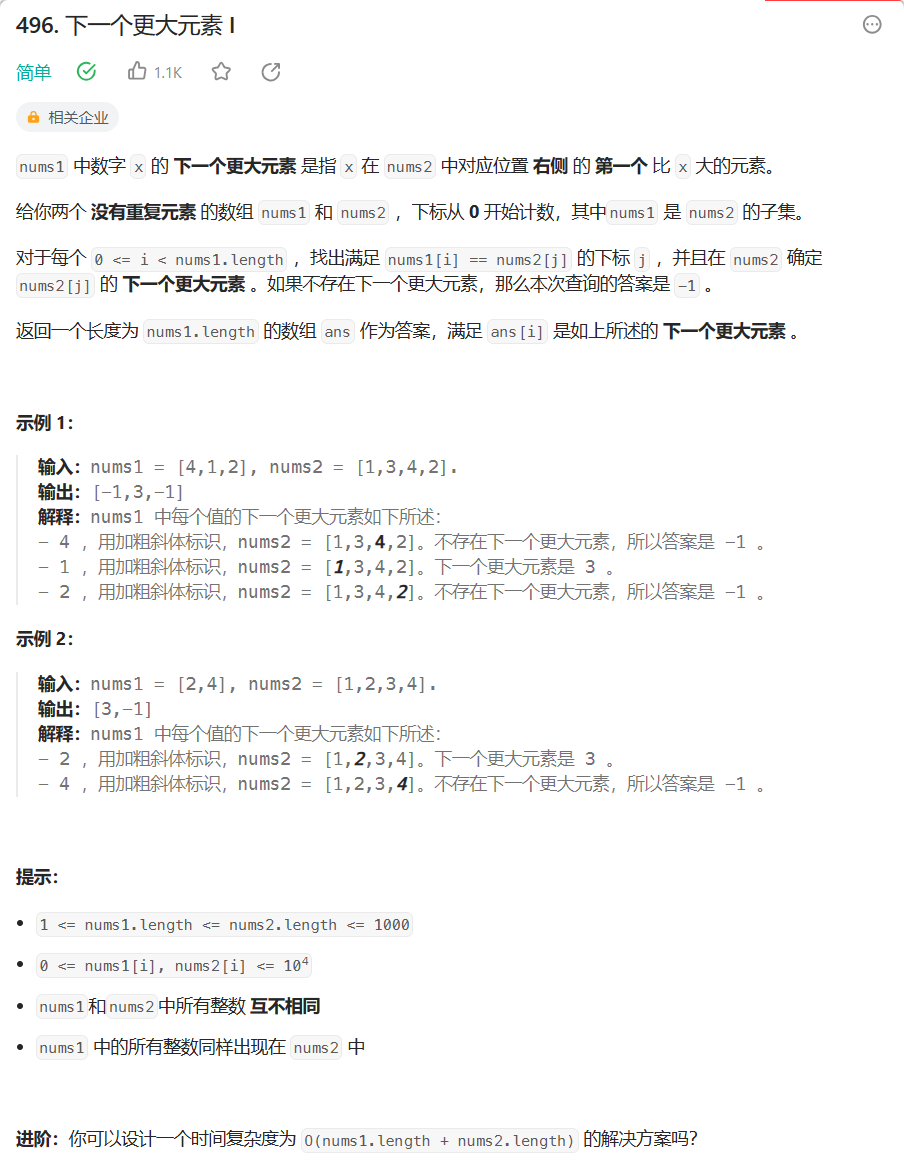 496. 下一个更大元素 I
简单 1.1K
相关企业
nums1 中数字 x 的 下一个更大元素 是指 x 在 nums2 中对应位置 右侧 的 第一个 比 x 大的元素。
给你两个 没有重复元素 的数组 nums1 和 nums2 ，下标从 0 开始计数，其中nums1 是 nums2 的子集。
对于每个 0 <= i < nums1.length ，找出满足 nums1[i] == nums2[j] 的下标 j ，并且在 nums2 确定
nums2[j] 的 下一个更大元素 。如果不存在下一个更大元素，那么本次查询的答案是 -1 。
返回一个长度为 nums1.length 的数组 ans 作为答案，满足 ans[i] 是如上所述的 下一个更大元素 。
示例 1：
输入：nums1 = [4,1,2], nums2 = [1,3,4,2].
输出：[-1,3,-1]
解释：nums1 中每个值的下一个更大元素如下所述：
- 4 ，用加粗斜体标识，nums2 = [1,3,4,2]。不存在下一个更大元素，所以答案是 -1 。
- 1 ，用加粗斜体标识，nums2 = [1,3,4,2]。下一个更大元素是 3 。
- 2 ，用加粗斜体标识，nums2 = [1,3,4,2]。不存在下一个更大元素，所以答案是 -1 。
示例 2：
输入：nums1 = [2,4], nums2 = [1,2,3,4].
输出：[3,-1]
解释：nums1 中每个值的下一个更大元素如下所述：
- 2 ，用加粗斜体标识，nums2 = [1,2,3,4]。下一个更大元素是 3 。
- 4 ，用加粗斜体标识，nums2 = [1,2,3,4]。不存在下一个更大元素，所以答案是 -1 。
提示：
• 1 <= nums1.length <= nums2.length <= 1000
• 0 <= nums1[i], nums2[i] <= 10⁴
• nums1和nums2中所有整数 互不相同
• nums1 中的所有整数同样出现在 nums2 中
进阶：你可以设计一个时间复杂度为 O(nums1.length + nums2.length) 的解决方案吗？